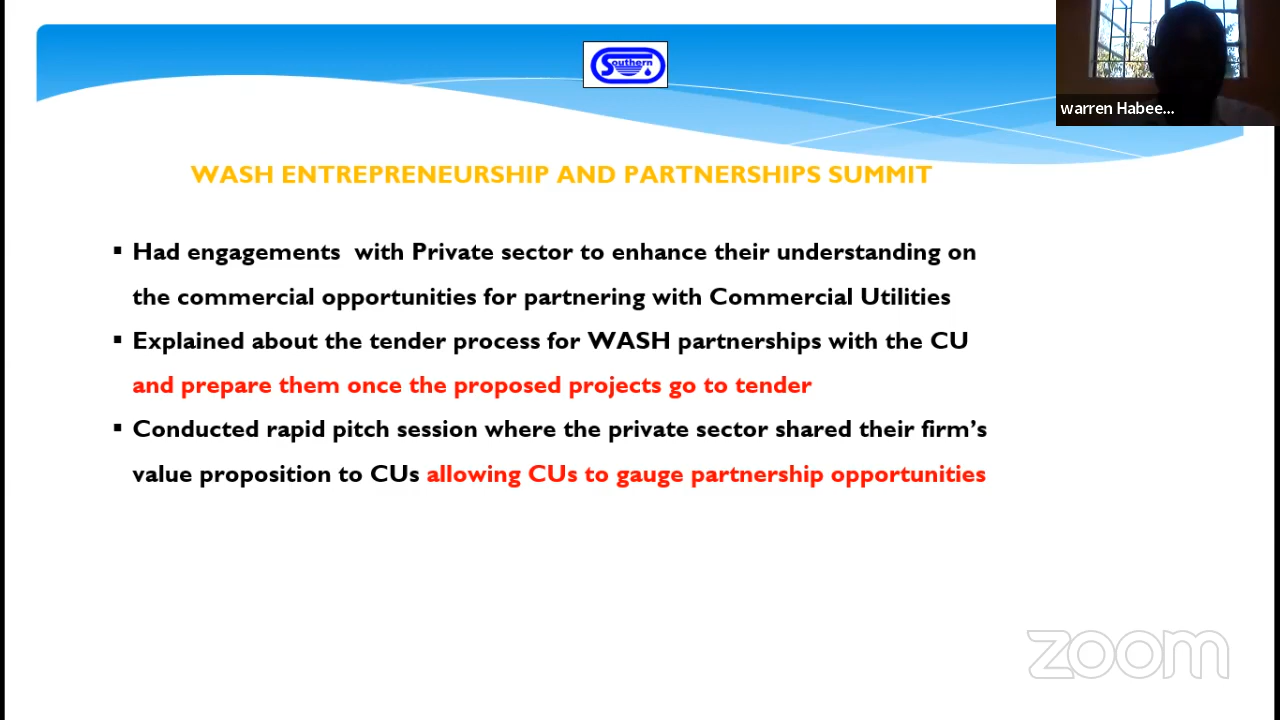 Southern
warren Habee...
WASH ENTREPRENEURSHIP AND PARTNERSHIPS SUMMIT
▪ Had engagements with Private sector to enhance their understanding on
the commercial opportunities for partnering with Commercial Utilities
▪ Explained about the tender process for WASH partnerships with the CU
and prepare them once the proposed projects go to tender
▪ Conducted rapid pitch session where the private sector shared their firm's
value proposition to CUs allowing CUs to gauge partnership opportunities
zoom